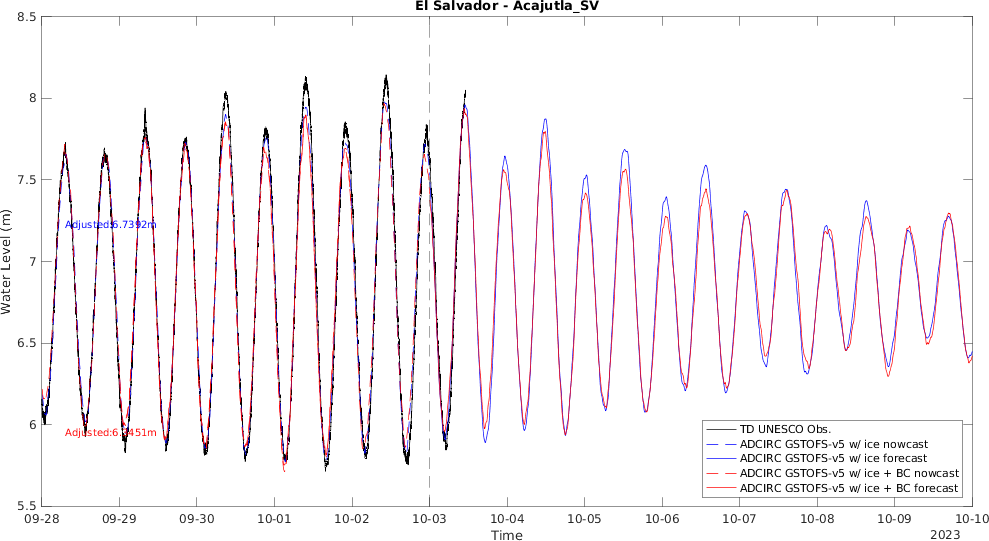 El Salvador - Acajutla_SV
8.5
8
7.5
7
6.5
6
5.5
Water Level (m)
Adjusted:6.7392m
TD UNESCO Obs.
ADCIRC GSTOFS-v5 w/ ice nowcast
ADCIRC GSTOFS-v5 w/ ice forecast
ADCIRC GSTOFS-v5 w/ ice + BC nowcast
ADCIRC GSTOFS-v5 w/ ice + BC forecast
09-28 09-29 09-30 10-01 10-02 10-03 10-04 10-05 10-06 10-07 10-08 10-09 10-10
Time
2023